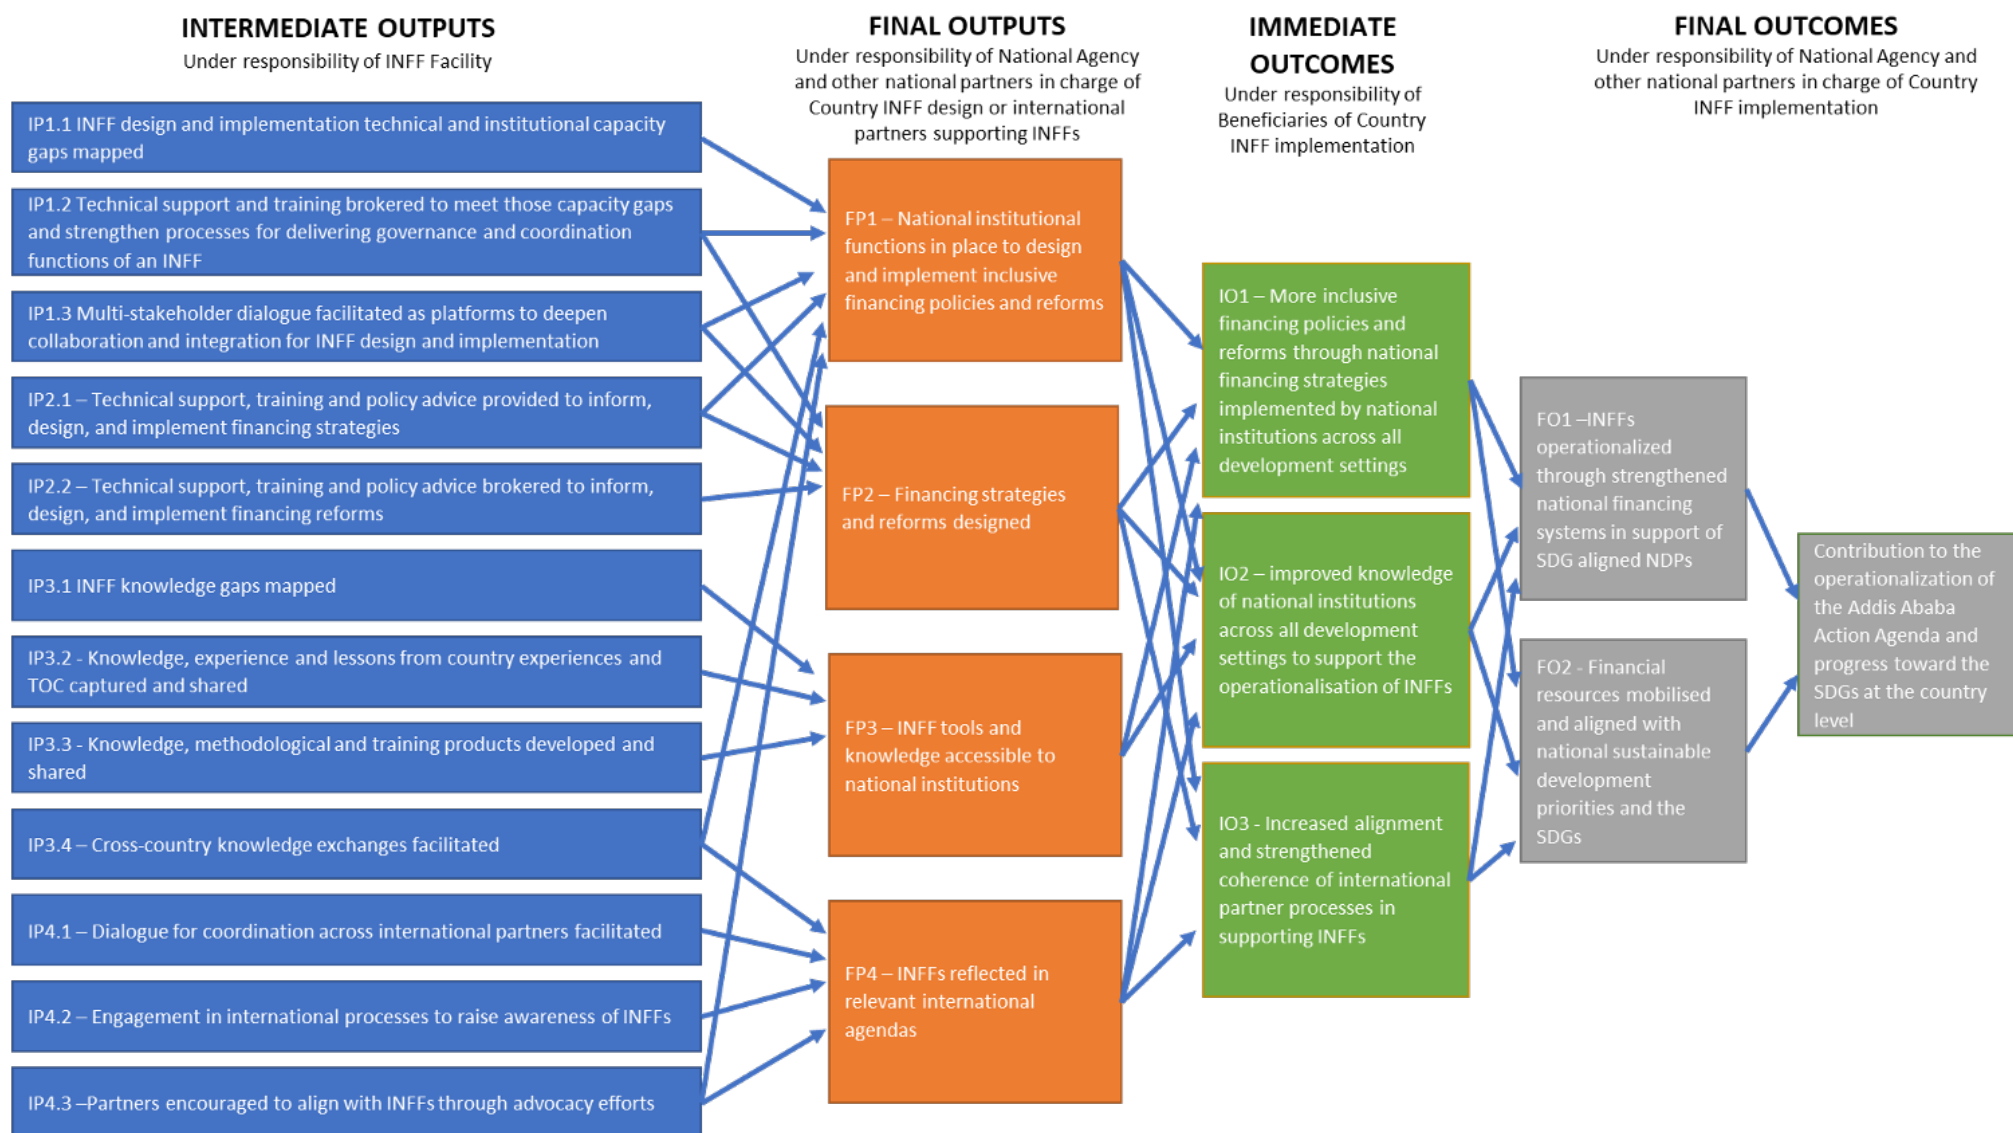 INTERMEDIATE OUTPUTS
Under responsibility of INFF Facility
IP1.1 INFF design and implementation technical and institutional capacity
gaps mapped
IP1.2 Technical support and training brokered to meet those capacity gaps
and strengthen processes for delivering governance and coordination
functions of an INFF
IP1.3 Multi-stakeholder dialogue facilitated as platforms to deepen
collaboration and integration for INFF design and implementation
IP2.1 – Technical support, training and policy advice provided to inform,
design, and implement financing strategies
IP2.2 – Technical support, training and policy advice brokered to inform,
design, and implement financing reforms
IP3.1 INFF knowledge gaps mapped
IP3.2 - Knowledge, experience and lessons from country experiences and
TOC captured and shared
IP3.3 - Knowledge, methodological and training products developed and
shared
IP3.4 – Cross-country knowledge exchanges facilitated
IP4.1 – Dialogue for coordination across international partners facilitated
IP4.2 – Engagement in international processes to raise awareness of INFFs
IP4.3 –Partners encouraged to align with INFFs through advocacy efforts
FINAL OUTPUTS
Under responsibility of National Agency
and other national partners in charge of
Country INFF design or international
partners supporting INFFs
FP1 – National institutional
functions in place to design
and implement inclusive
financing policies and reforms
FP2 – Financing strategies
and reforms designed
FP3 – INFF tools and
knowledge accessible to
national institutions
FP4 – INFFs reflected in
relevant international
agendas
IMMEDIATE
OUTCOMES
Under responsibility of
Beneficiaries of Country
INFF implementation
IO1 – More inclusive
financing policies and
reforms through national
financing strategies
implemented by national
institutions across all
development settings
IO2 – improved knowledge
of national institutions
across all development
settings to support the
operationalisation of INFFs
IO3 - Increased alignment
and strengthened
coherence of international
partner processes in
supporting INFFs
FINAL OUTCOMES
Under responsibility of National Agency and
other national partners in charge of Country
INFF implementation
FO1 –INFFs
operationalized
through strengthened
national financing
systems in support of
SDG aligned NDPs
FO2 - Financial
resources mobilised
and aligned with
national sustainable
development
priorities and the
SDGs
Contribution to the
operationalization of
the Addis Ababa
Action Agenda and
progress toward the
SDGs at the country
level